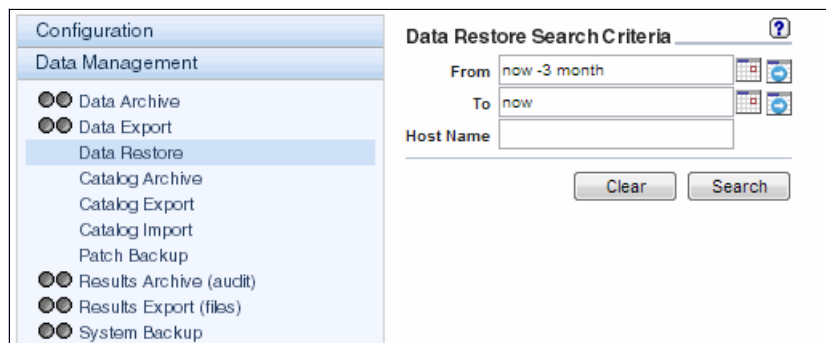 Configuration
Data Management
Data Archive
Data Export
Data Restore
Catalog Archive
Catalog Export
Catalog Import
Patch Backup
Results Archive (audit)
Results Export (files)
System Backup
Data Restore Search Criteria ?
From now -3 month
To now
Host Name
Clear Search